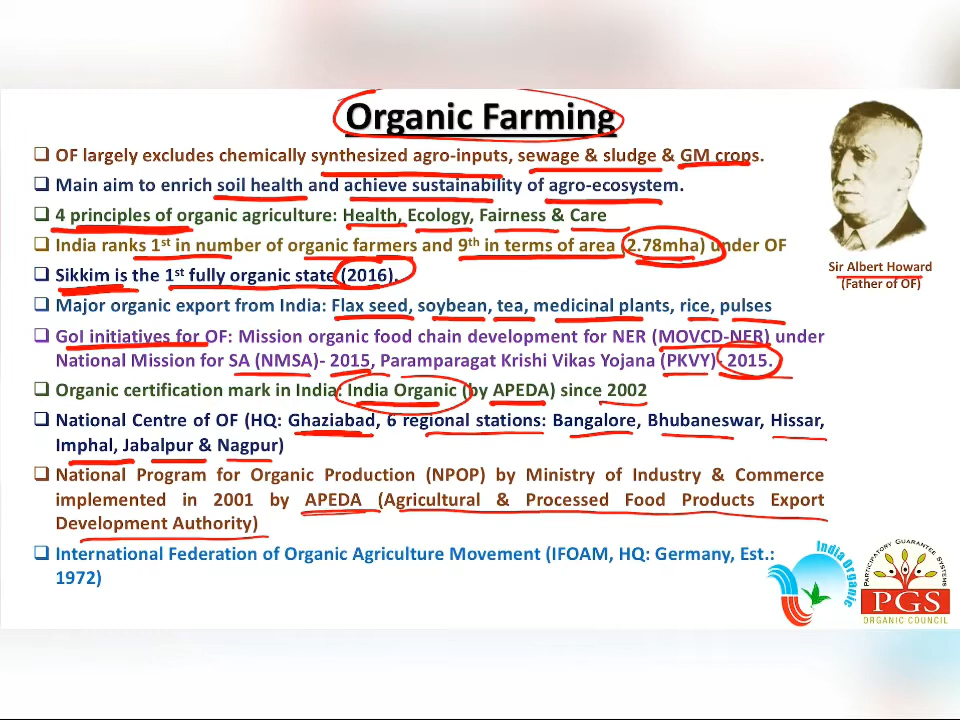 Organic Farming
❑ OF largely excludes chemically synthesized agro-inputs, sewage & sludge & GM crops.
❑ Main aim to enrich soil health and achieve sustainability of agro-ecosystem.
❑ 4 principles of organic agriculture: Health, Ecology, Fairness & Care
❑ India ranks 1st in number of organic farmers and 9th in terms of area (2.78mha) under OF
❑ Sikkim is the 1st fully organic state (2016).
Sir Albert Howard
(Father of OF)
❑ Major organic export from India: Flax seed, soybean, tea, medicinal plants, rice, pulses
❑ GoI initiatives for OF: Mission organic food chain development for NER (MOVCD-NER) under
National Mission for SA (NMSA)- 2015, Paramparagat Krishi Vikas Yojana (PKVY)- 2015.
❑ Organic certification mark in India: India Organic (by APEDA) since 2002
❑ National Centre of OF (HQ: Ghaziabad, 6 regional stations: Bangalore, Bhubaneswar, Hissar,
Imphal, Jabalpur & Nagpur)
❑ National Program for Organic Production (NPOP) by Ministry of Industry & Commerce
implemented in 2001 by APEDA (Agricultural & Processed Food Products Export
Development Authority)
❑ International Federation of Organic Agriculture Movement (IFOAM, HQ: Germany, Est.:
1972)
India Organic
PARTICIPATORY GUARANTEE SYSTEMS
PGS
ORGANIC COUNCIL